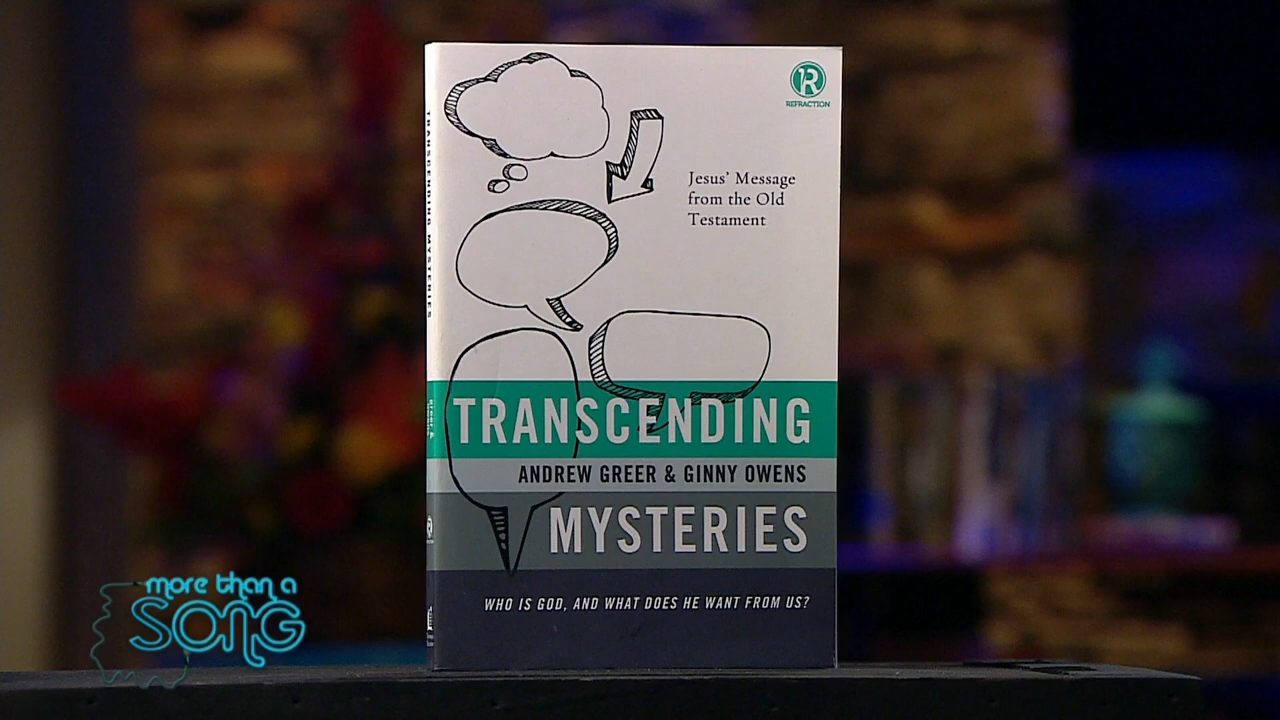 R
REFRACTION
Jesus' Message
from the Old
Testament
TRANSCENDING
ANDREW GREER & GINNY OWENS
MYSTERIES
WHO IS GOD, AND WHAT DOES HE WANT FROM US?
TRANSCENDING MYSTERIES
more than a
SONG